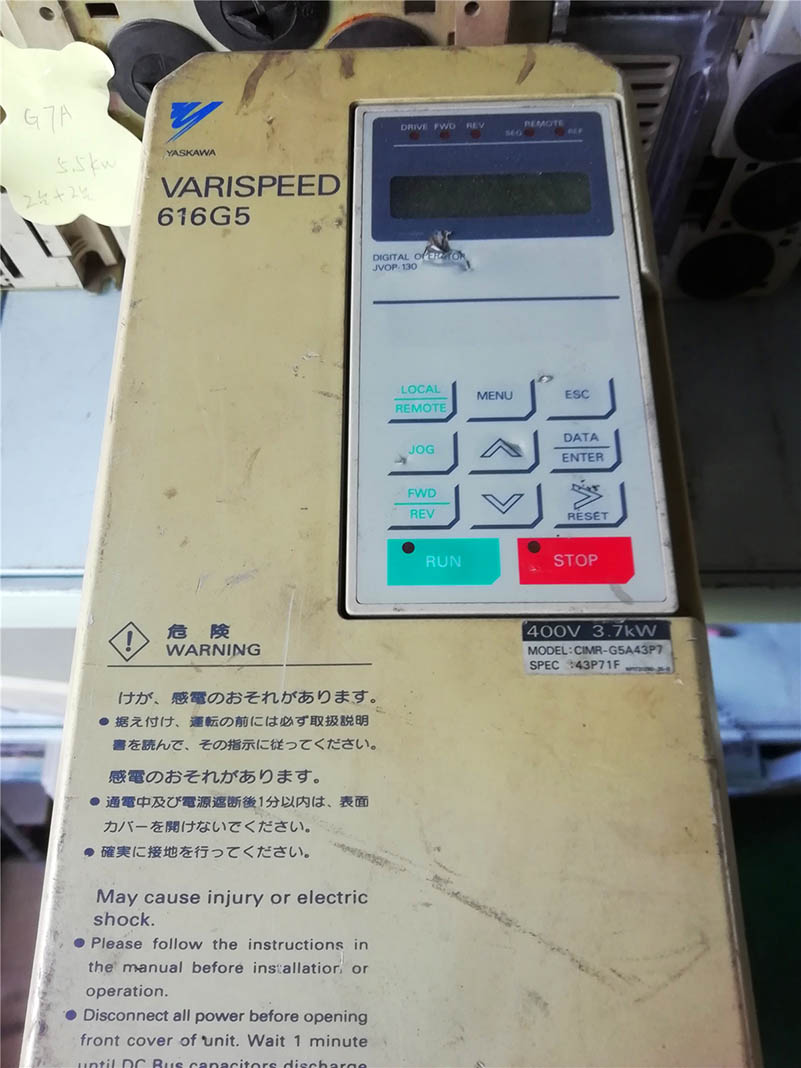 G7A
5.5kw
YASKAWA
VARISPEED
616G5
DRIVE FWD REV
REMOTE
SEQ REF
DIGITAL OPERATOR
JVOP-130
LOCAL
REMOTE
MENU
ESC
JOG
DATA
ENTER
FWD
REV
RESET
RUN
STOP
400V 3.7kW
MODEL:CIMR-G5A43P7
SPEC :43P71F
危 険
WARNING
けが、感電のおそれがあります。
● 据え付け、運転の前には必ず取扱説明
書を読んで、その指示に従ってください。
感電のおそれがあります。
● 通電中及び電源遮断後1分以内は、表面
カバーを開けないでください。
● 確実に接地を行ってください。
May cause injury or electric
shock.
● Please follow the instructions in
the manual before installation or
operation.
● Disconnect all power before opening
front cover of unit. Wait 1 minute
until DC Bus capacitors discharge